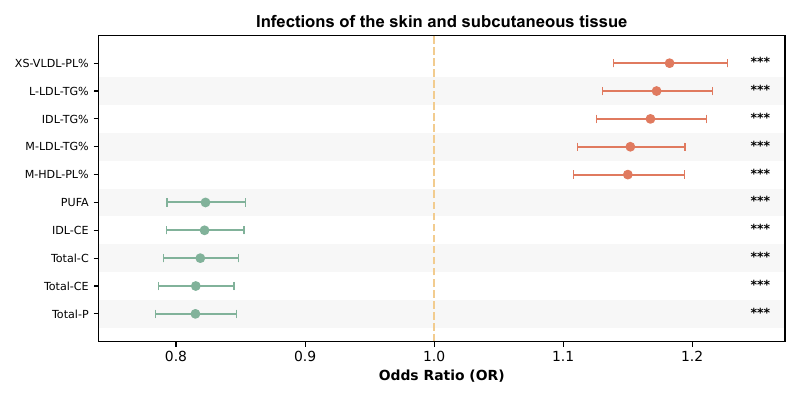 Infections of the skin and subcutaneous tissue
XS-VLDL-PL% ***
L-LDL-TG% ***
IDL-TG% ***
M-LDL-TG% ***
M-HDL-PL% ***
PUFA ***
IDL-CE ***
Total-C ***
Total-CE ***
Total-P ***
0.8 0.9 1.0 1.1 1.2
Odds Ratio (OR)